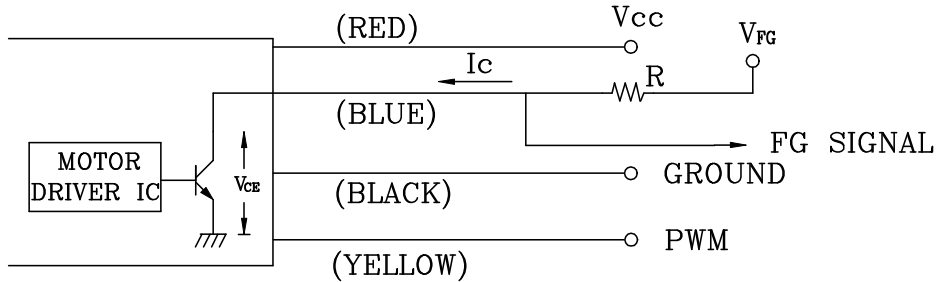 (RED)
Vcc
VFG
Ic
R
(BLUE)
FG SIGNAL
MOTOR
DRIVER IC
VCE
(BLACK)
GROUND
(YELLOW)
PWM